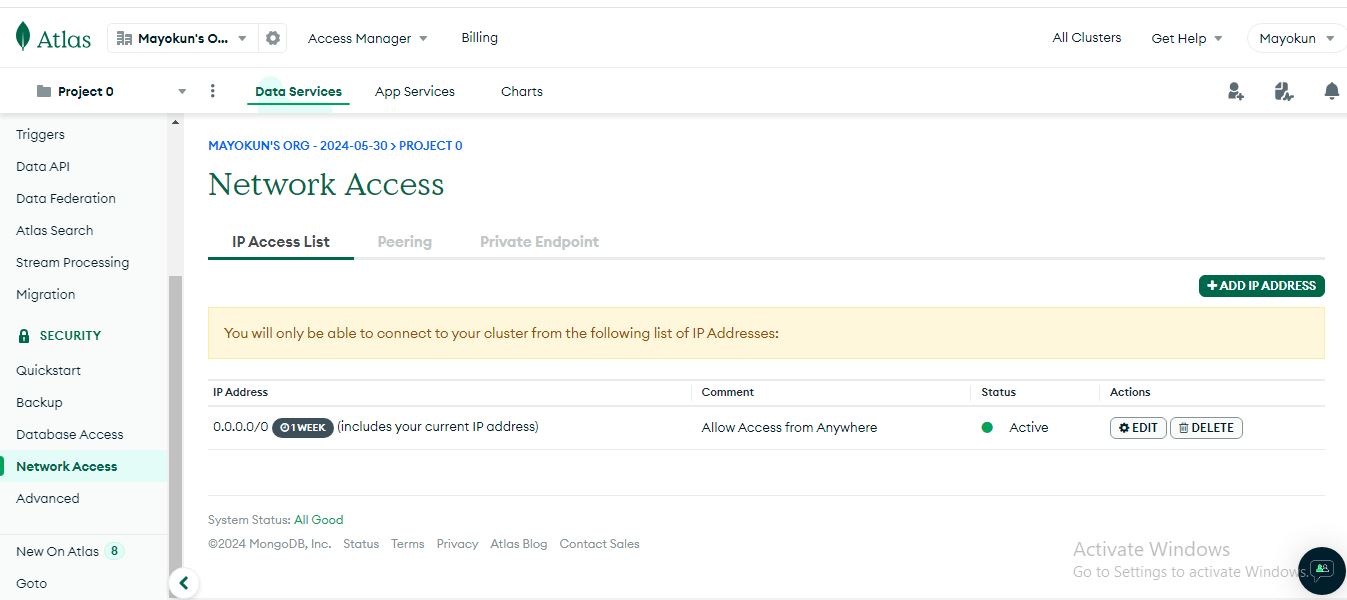 Atlas
Mayokun's O...
Access Manager
Billing
All Clusters
Get Help
Mayokun
Project 0
Data Services
App Services
Charts
Triggers
Data API
Data Federation
Atlas Search
Stream Processing
Migration
SECURITY
Quickstart
Backup
Database Access
Network Access
Advanced
New On Atlas 8
Goto
MAYOKUN'S ORG - 2024-05-30 > PROJECT 0
Network Access
IP Access List
Peering
Private Endpoint
+ ADD IP ADDRESS
You will only be able to connect to your cluster from the following list of IP Addresses:
IP Address Comment Status Actions
0.0.0.0/0 1 WEEK (includes your current IP address) Allow Access from Anywhere Active EDIT DELETE
System Status: All Good
©2024 MongoDB, Inc. Status Terms Privacy Atlas Blog Contact Sales
Activate Windows
Go to Settings to activate Windows.